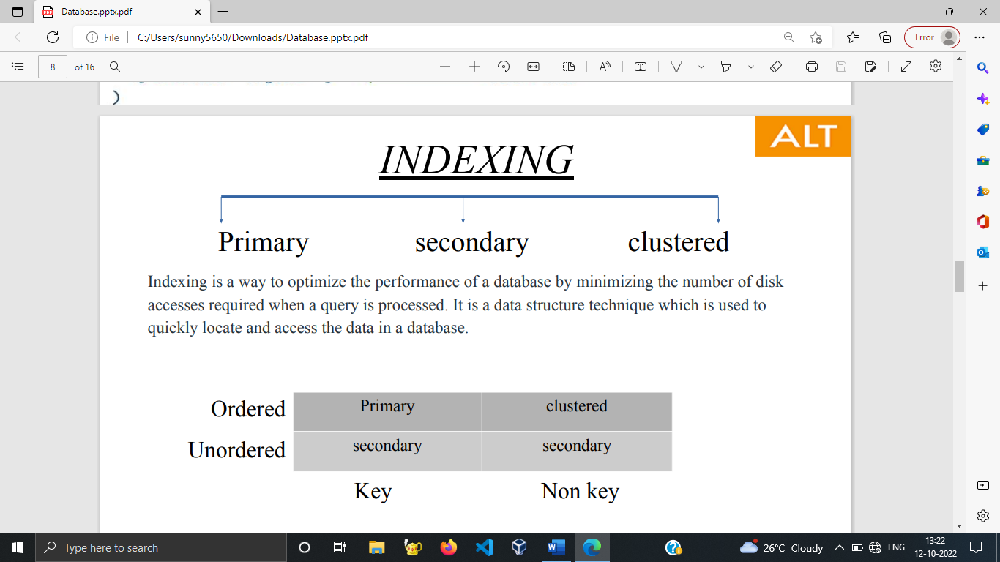 Database.pptx.pdf
File
C:/Users/sunny5650/Downloads/Database.pptx.pdf
Error
8 of 16
)
ALT
INDEXING
Primary secondary clustered
Indexing is a way to optimize the performance of a database by minimizing the number of disk
accesses required when a query is processed. It is a data structure technique which is used to
quickly locate and access the data in a database.
Ordered Primary clustered
Unordered secondary secondary
Key Non key
Type here to search
26°C Cloudy
ENG
13:22
12-10-2022